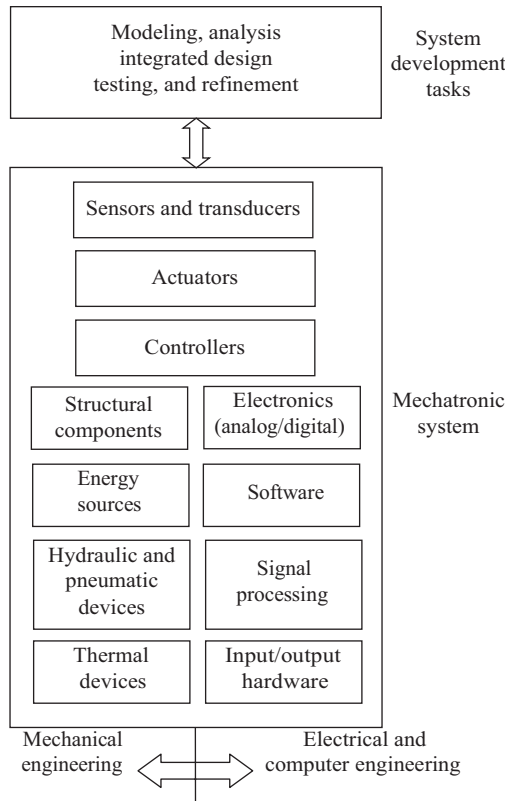 Modeling, analysis
integrated design
testing, and refinement
System
development
tasks
Sensors and transducers
Actuators
Controllers
Structural
components
Electronics
(analog/digital)
Energy
sources
Software
Hydraulic and
pneumatic
devices
Signal
processing
Thermal
devices
Input/output
hardware
Mechatronic
system
Mechanical
engineering
Electrical and
computer engineering